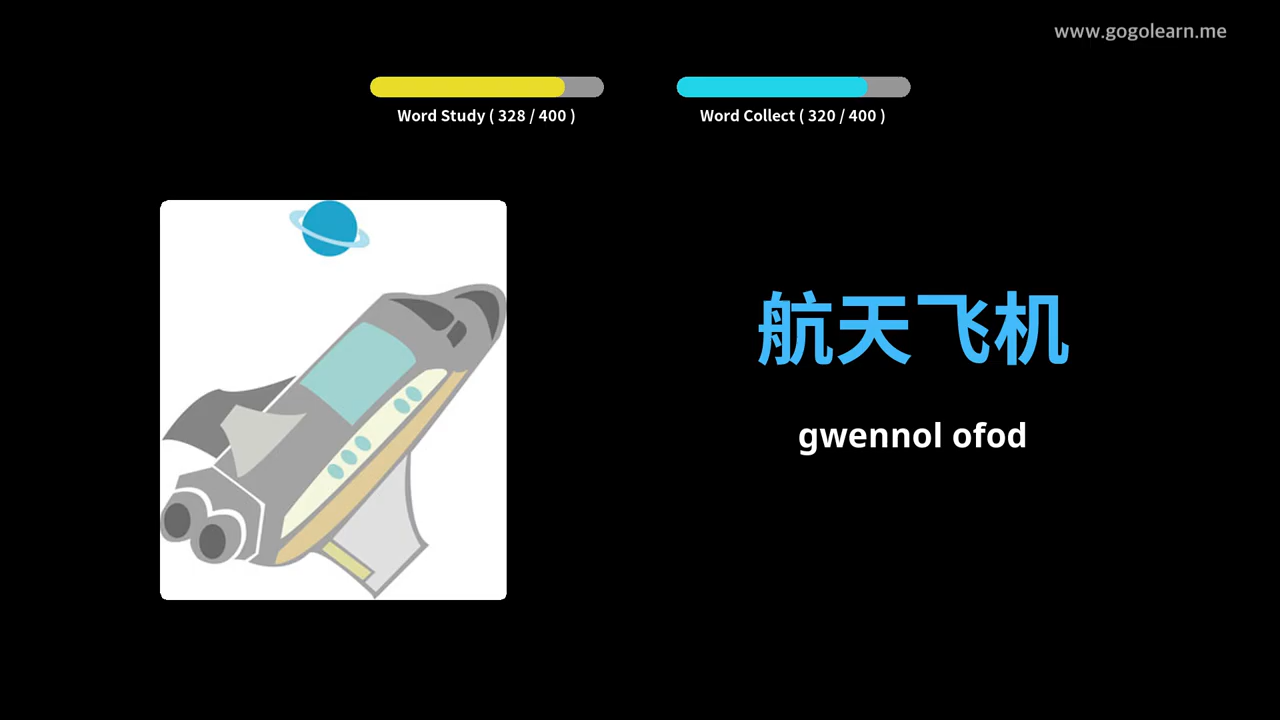 www.gogolearn.me
Word Study ( 328 / 400 )
Word Collect ( 320 / 400 )
航天飞机
gwennol ofod